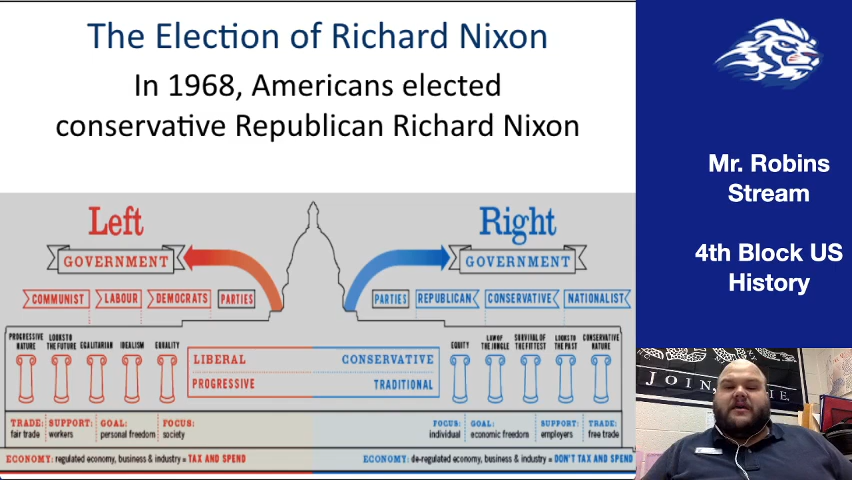 The Election of Richard Nixon
In 1968, Americans elected
conservative Republican Richard Nixon
Left
GOVERNMENT
Right
GOVERNMENT
COMMUNIST
LABOUR
DEMOCRATS
PARTIES
PARTIES
REPUBLICAN
CONSERVATIVE
NATIONALIST
PROGRESSIVE
NATURE
LOOKS TO
THE FUTURE
EGALITARIAN
IDEALISM
EQUALITY
LIBERAL
CONSERVATIVE
PROGRESSIVE
TRADITIONAL
EQUITY
LAW OF
THE JUNGLE
SURVIVAL OF
THE FITTEST
LOOKS TO
THE PAST
CONSERVATIVE
NATURE
TRADE:
fair trade
SUPPORT:
workers
GOAL:
personal freedom
FOCUS:
society
FOCUS:
individual
GOAL:
economic freedom
SUPPORT:
employers
TRADE:
free trade
ECONOMY: regulated economy, business & industry = TAX AND SPEND
ECONOMY: de-regulated economy, business & industry = DON'T TAX AND SPEND
Mr. Robins
Stream
4th Block US
History
JOIN,